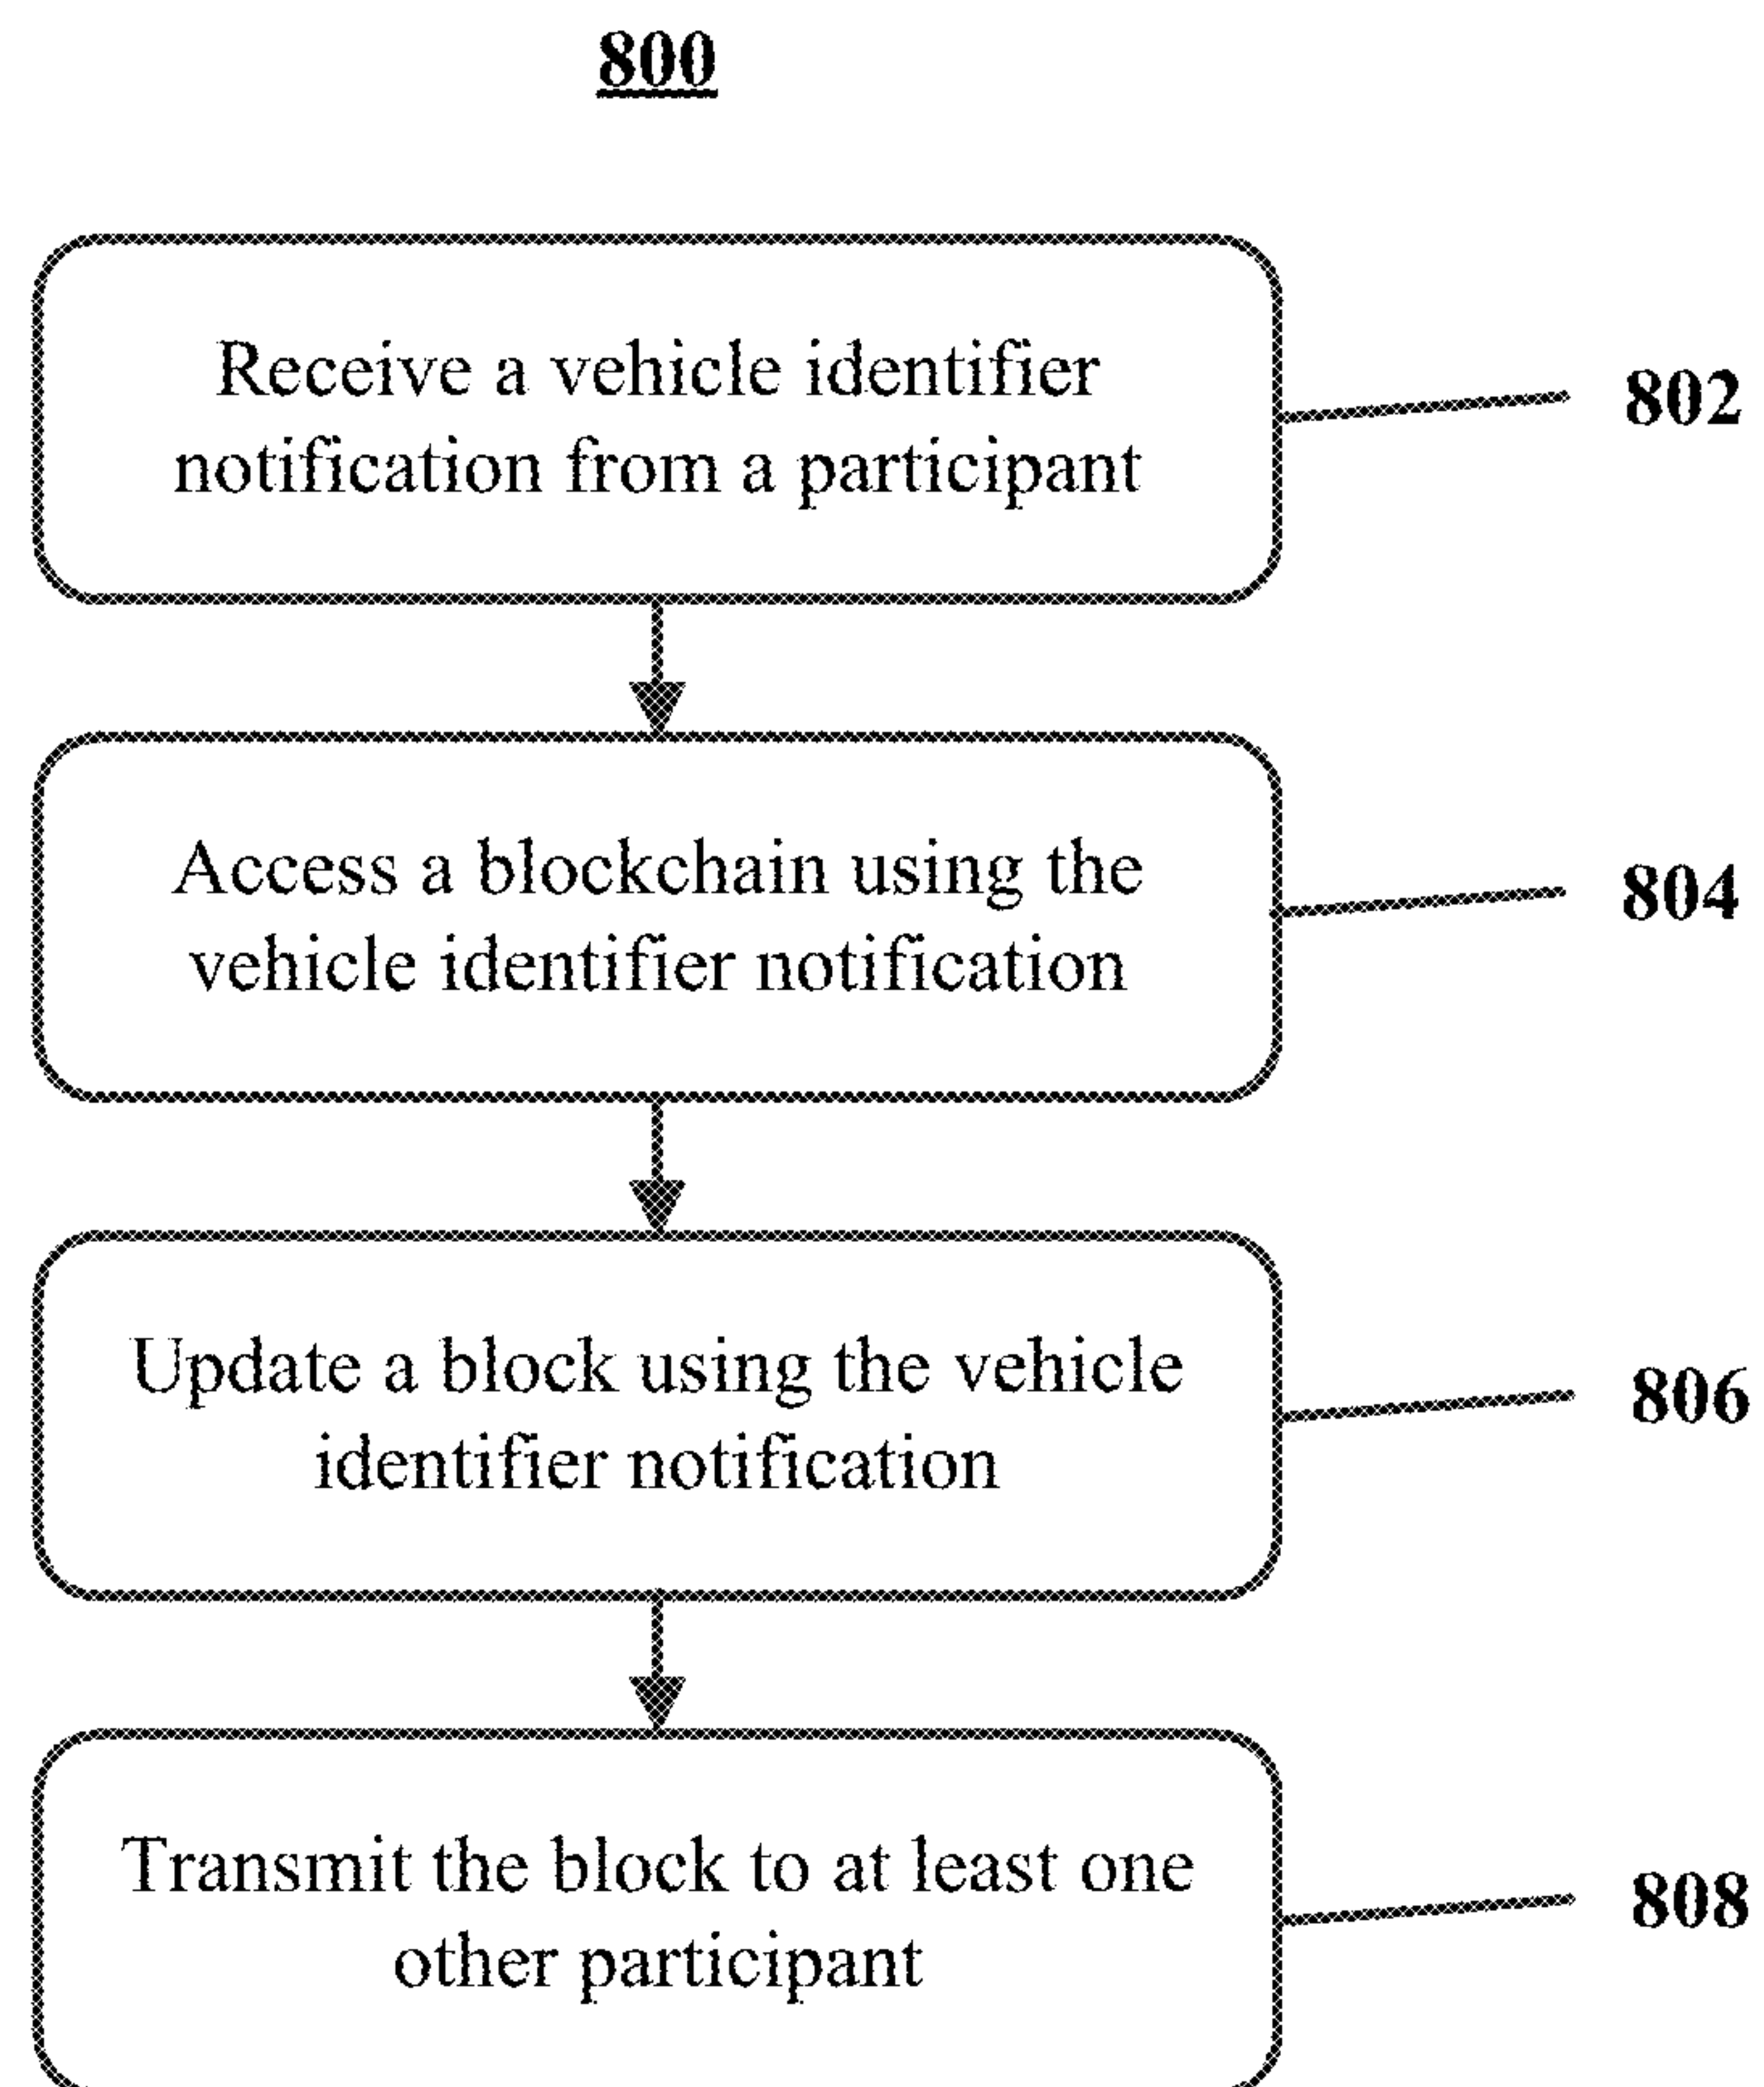 800
Receive a vehicle identifier
notification from a participant
802
Access a blockchain using the
vehicle identifier notification
804
Update a block using the vehicle
identifier notification
806
Transmit the block to at least one
other participant
808